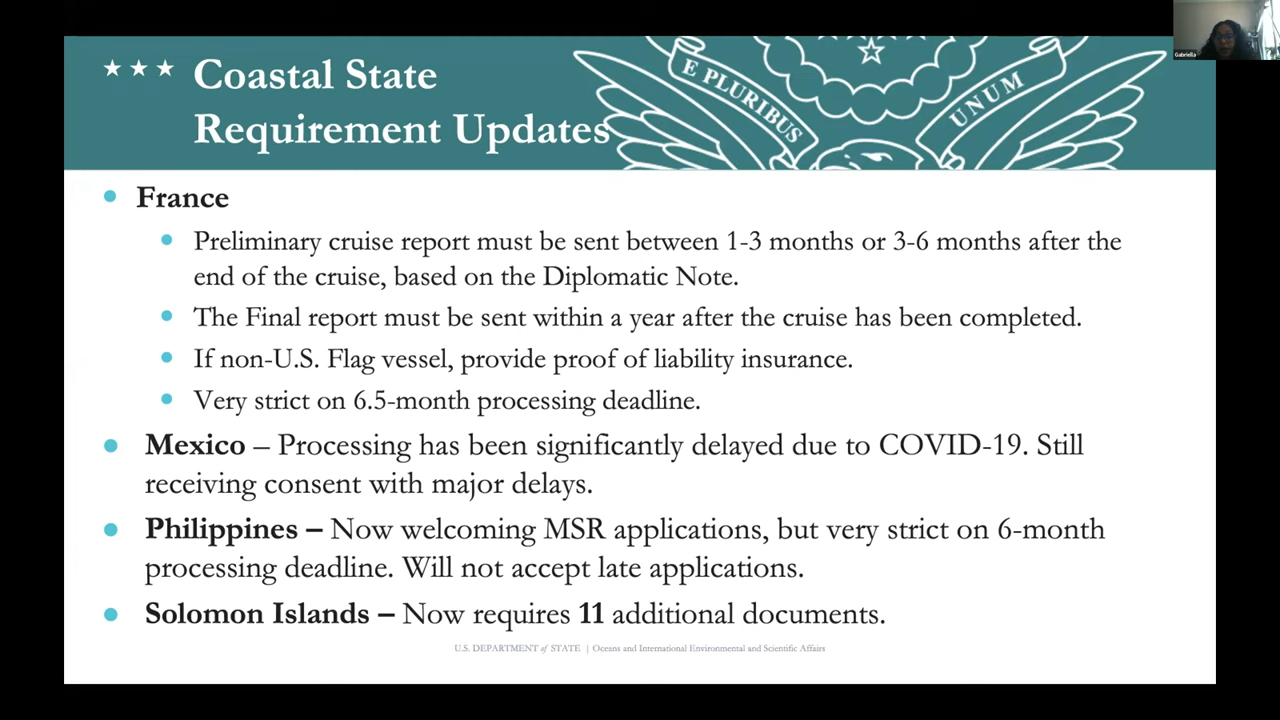 Gabriella
★★★ Coastal State
Requirement Updates
E PLURIBUS
UNUM
• France
• Preliminary cruise report must be sent between 1-3 months or 3-6 months after the
end of the cruise, based on the Diplomatic Note.
• The Final report must be sent within a year after the cruise has been completed.
• If non-U.S. Flag vessel, provide proof of liability insurance.
• Very strict on 6.5-month processing deadline.
• Mexico – Processing has been significantly delayed due to COVID-19. Still
receiving consent with major delays.
• Philippines – Now welcoming MSR applications, but very strict on 6-month
processing deadline. Will not accept late applications.
• Solomon Islands – Now requires 11 additional documents.
U.S. DEPARTMENT of STATE | Oceans and International Environmental and Scientific Affairs